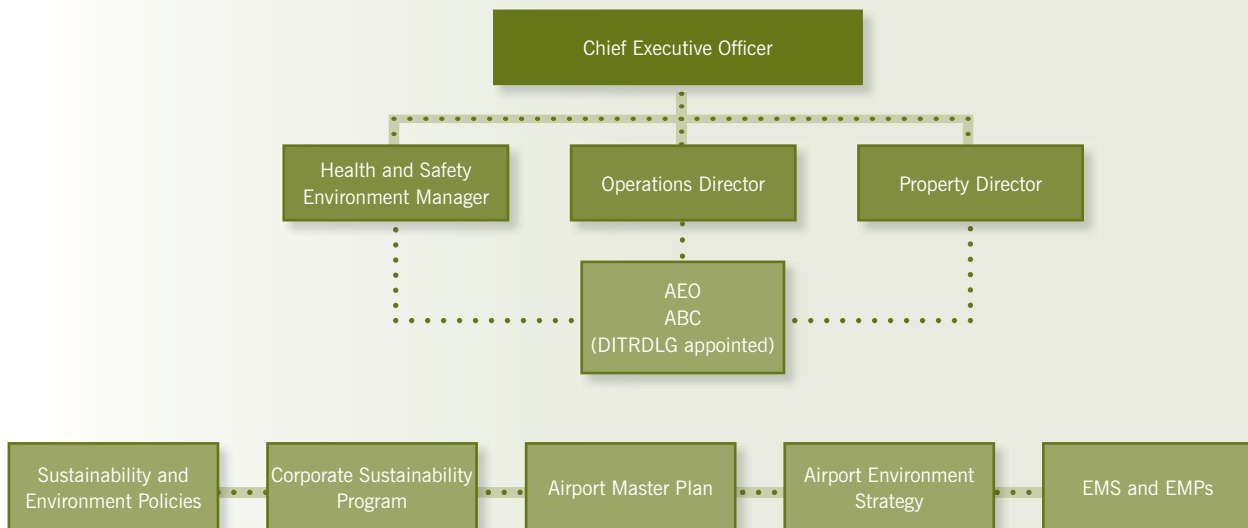 Chief Executive Officer
Health and Safety
Environment Manager
Operations Director
Property Director
AEO
ABC
(DITRDLG appointed)
Sustainability and
Environment Policies
Corporate Sustainability
Program
Airport Master Plan
Airport Environment
Strategy
EMS and EMPs